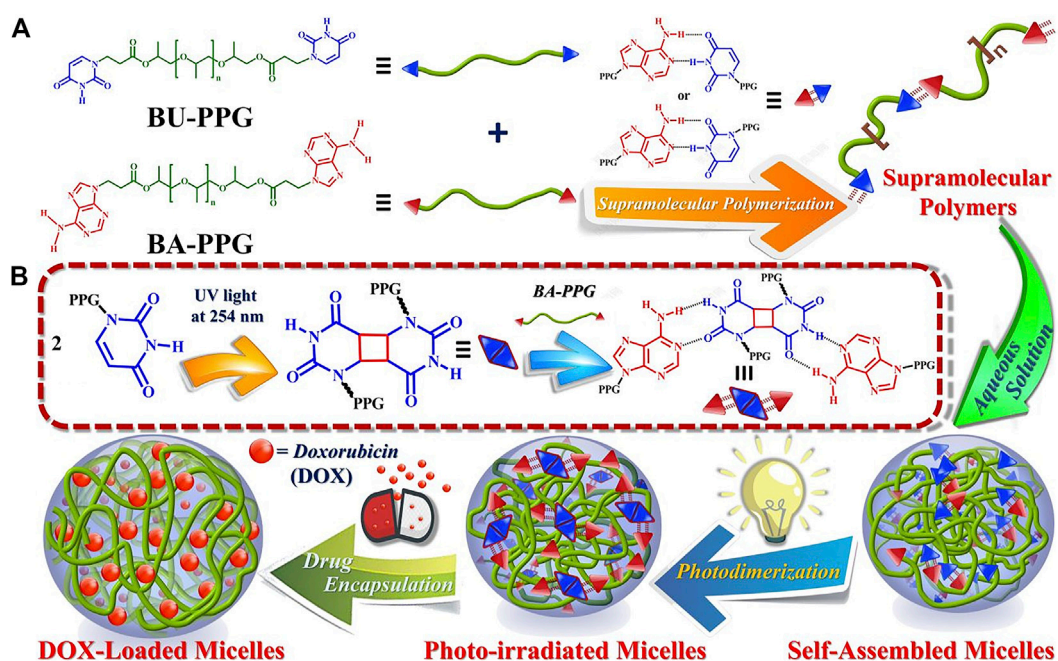 A
BU-PPG
BA-PPG
≡
+
≡
PPG
PPG
or
PPG
PPG
≡
n
Supramolecular Polymerization
Supramolecular
Polymers
Aqueous
Solution
B
2
PPG
UV light
at 254 nm
PPG
PPG
≡
BA-PPG
PPG
PPG
PPG
PPG
≡
= Doxorubicin
(DOX)
Drug
Encapsulation
Photodimerization
DOX-Loaded Micelles
Photo-irradiated Micelles
Self-Assembled Micelles